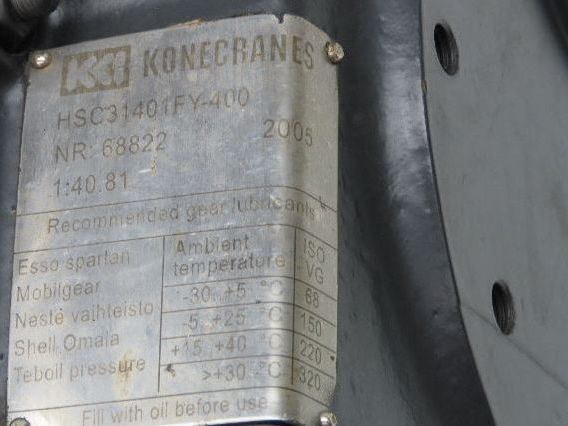 KCI KONECRANES
HSC31401FY-400
NR: 68822 2005
1:40.81
Recommended gear lubricants
Esso spartan
Mobilgear
Neste vaihteisto
Shell Omala
Teboil pressure
Ambient temperature ISO VG
-30..+5 °C 68
-5..+25 °C 150
+15..+40 °C 220
>+30 °C 320
Fill with oil before use